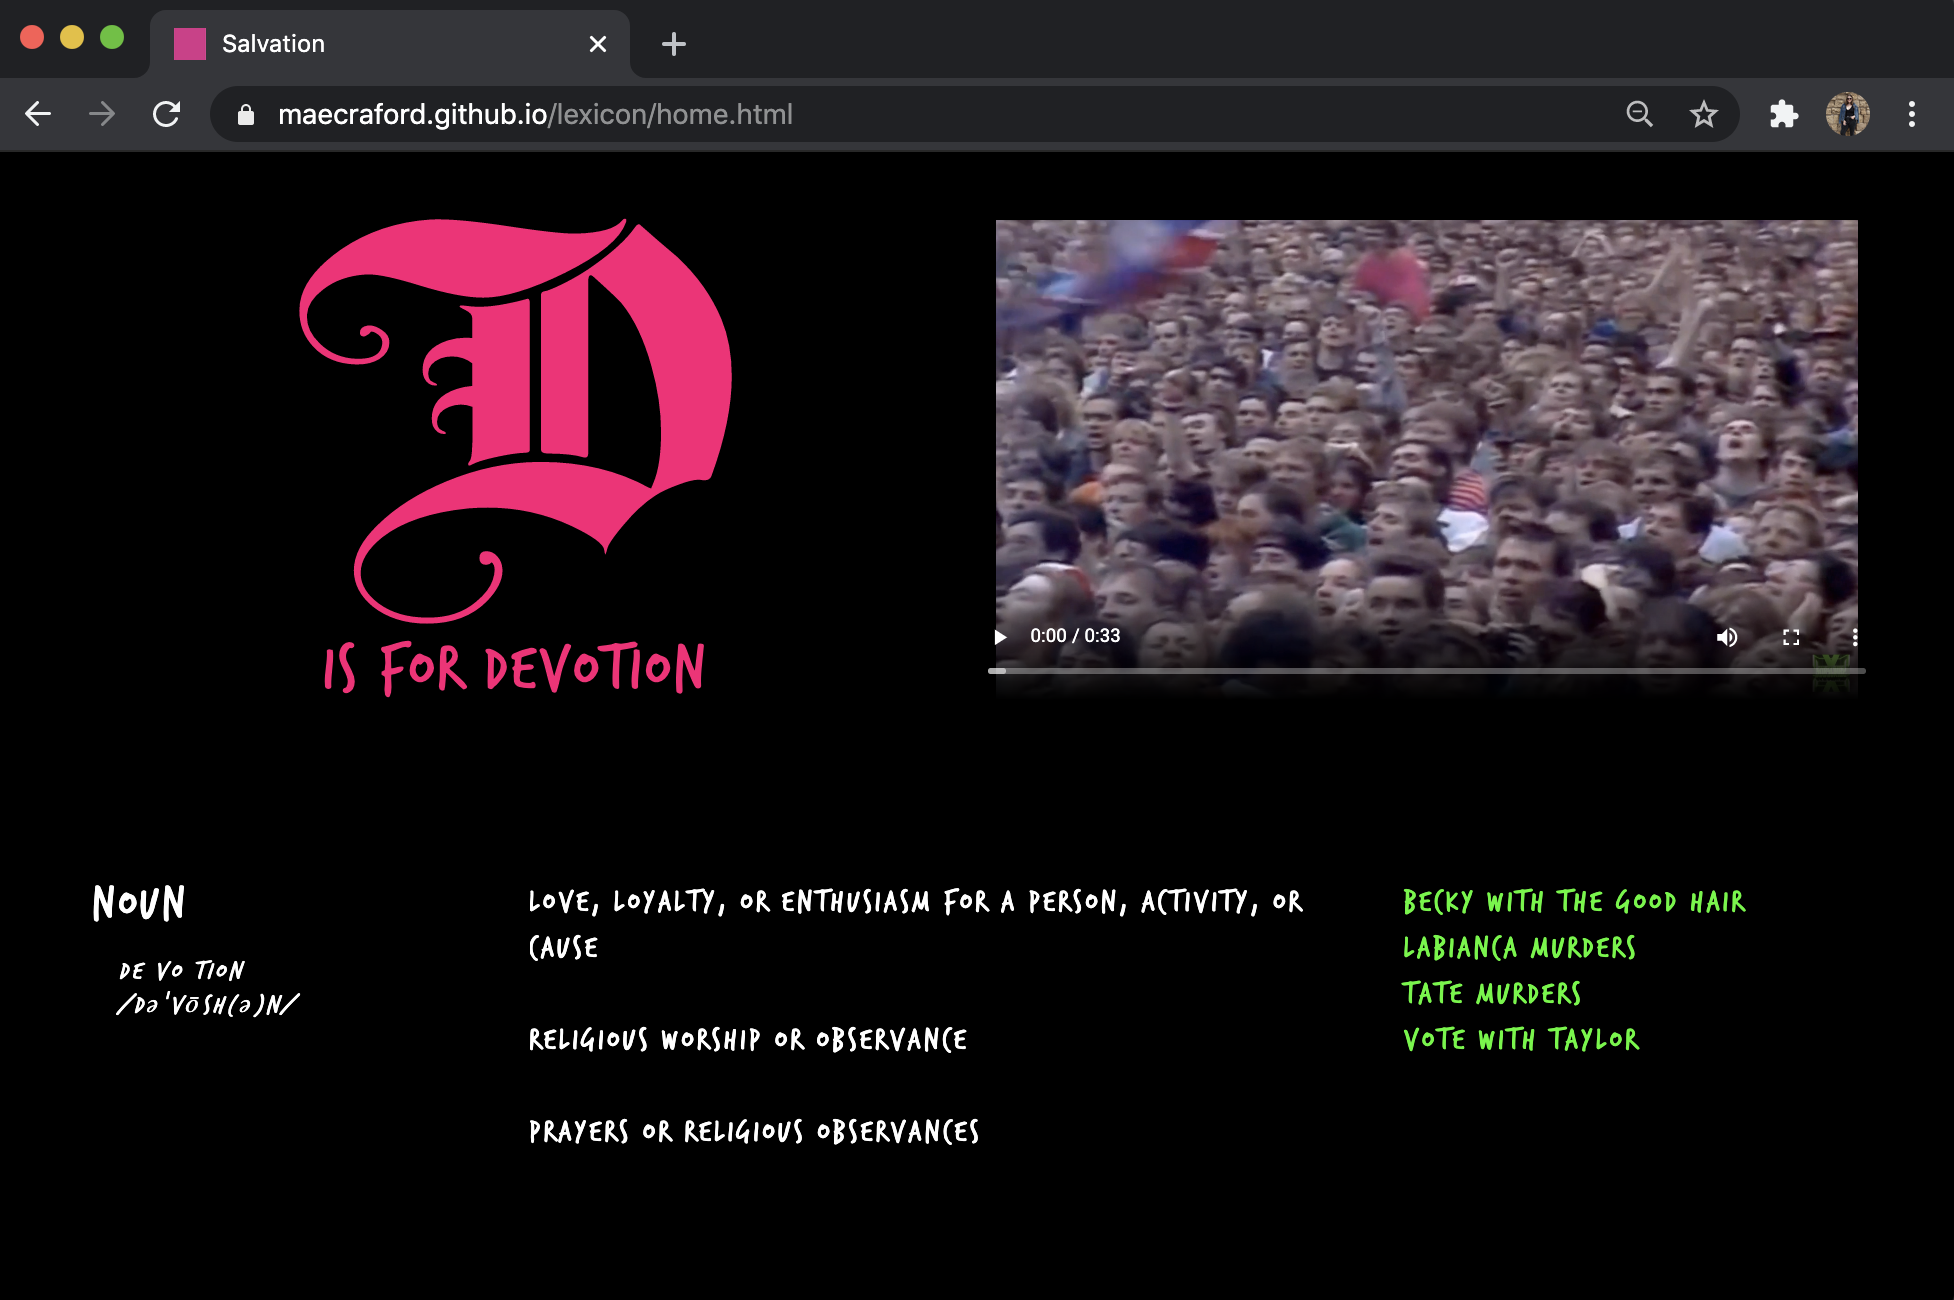 Salvation
maecraford.github.io/lexicon/home.html
D
IS FOR DEVOTION
0:00 / 0:33
NOUN
DE VO TION
/DəˈVŌSH(ə)N/
LOVE, LOYALTY, OR ENTHUSIASM FOR A PERSON, ACTIVITY, OR
CAUSE
RELIGIOUS WORSHIP OR OBSERVANCE
PRAYERS OR RELIGIOUS OBSERVANCES
BECKY WITH THE GOOD HAIR
LABIANCA MURDERS
TATE MURDERS
VOTE WITH TAYLOR